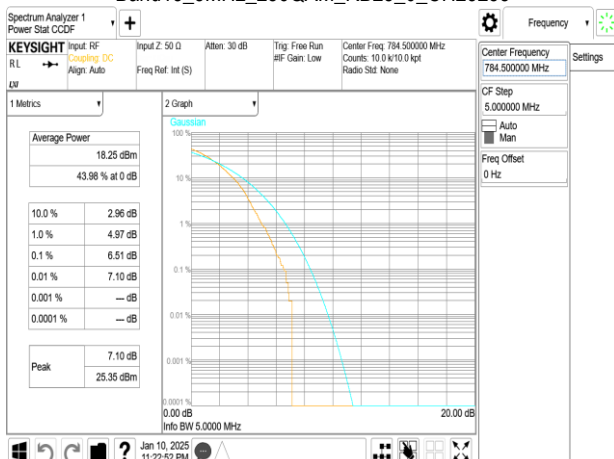 Spectrum Analyzer 1
Power Stat CCDF
+
Frequency
KEYSIGHT
RL
Input: RF
Coupling: DC
Align: Auto
Input Z: 50 Ω
Freq Ref: Int (S)
Atten: 30 dB
Trig: Free Run
#IF Gain: Low
Center Freq: 784.500000 MHz
Counts: 10.0 k/10.0 kpt
Radio Std: None
Center Frequency
784.500000 MHz
Settings
CF Step
5.000000 MHz
Auto
Man
Freq Offset
0 Hz
1 Metrics
Average Power
18.25 dBm
43.98 % at 0 dB
10.0 % 2.96 dB
1.0 % 4.97 dB
0.1 % 6.51 dB
0.01 % 7.10 dB
0.001 % --- dB
0.0001 % --- dB
Peak 7.10 dB
25.35 dBm
2 Graph
Gaussian
100 %
10 %
1 %
0.1 %
0.01 %
0.001 %
0.0001 %
0.00 dB 20.00 dB
Info BW 5.0000 MHz
?
Jan 10, 2025
11:22:52 PM